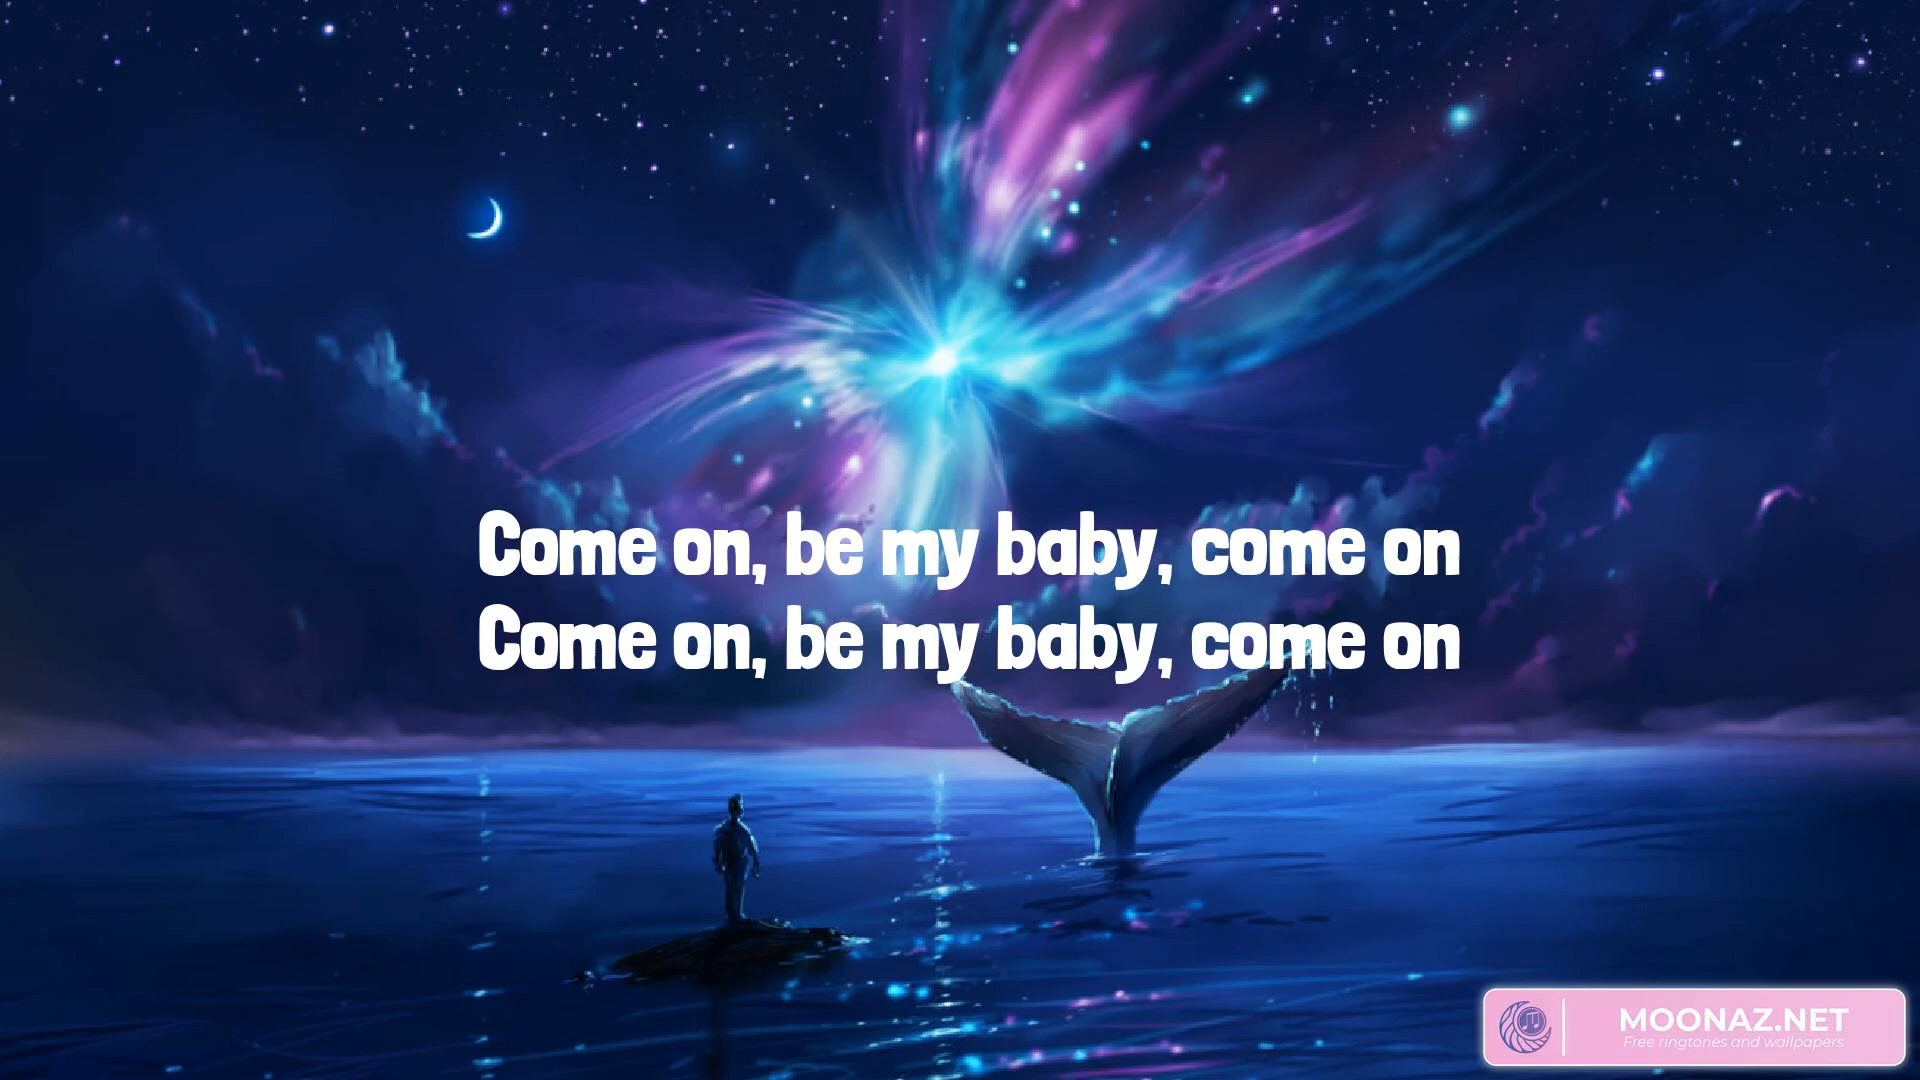 Come on, be my baby, come on
Come on, be my baby, come on
MOONAZ.NET
Free ringtones and wallpapers